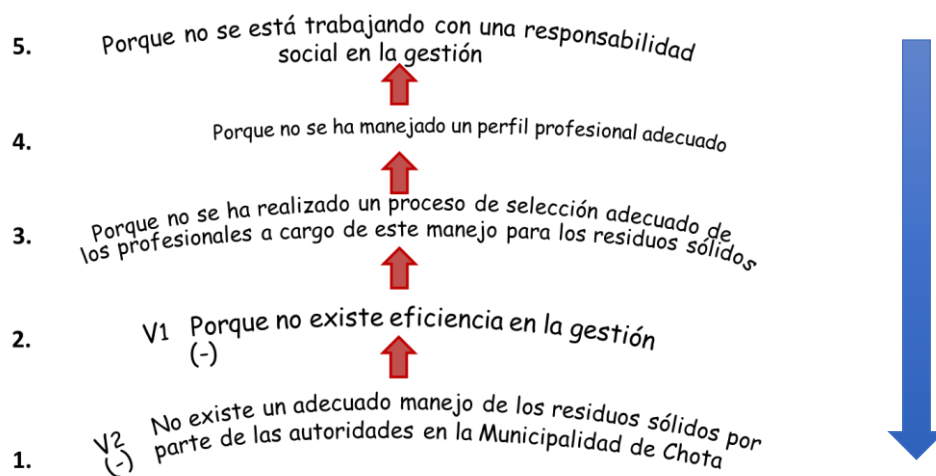 5. Porque no se está trabajando con una responsabilidad
social en la gestión
4. Porque no se ha manejado un perfil profesional adecuado
3. Porque no se ha realizado un proceso de selección adecuado de
los profesionales a cargo de este manejo para los residuos sólidos
2. V1 Porque no existe eficiencia en la gestión
(-)
1. V2 No existe un adecuado manejo de los residuos sólidos por
(-) parte de las autoridades en la Municipalidad de Chota